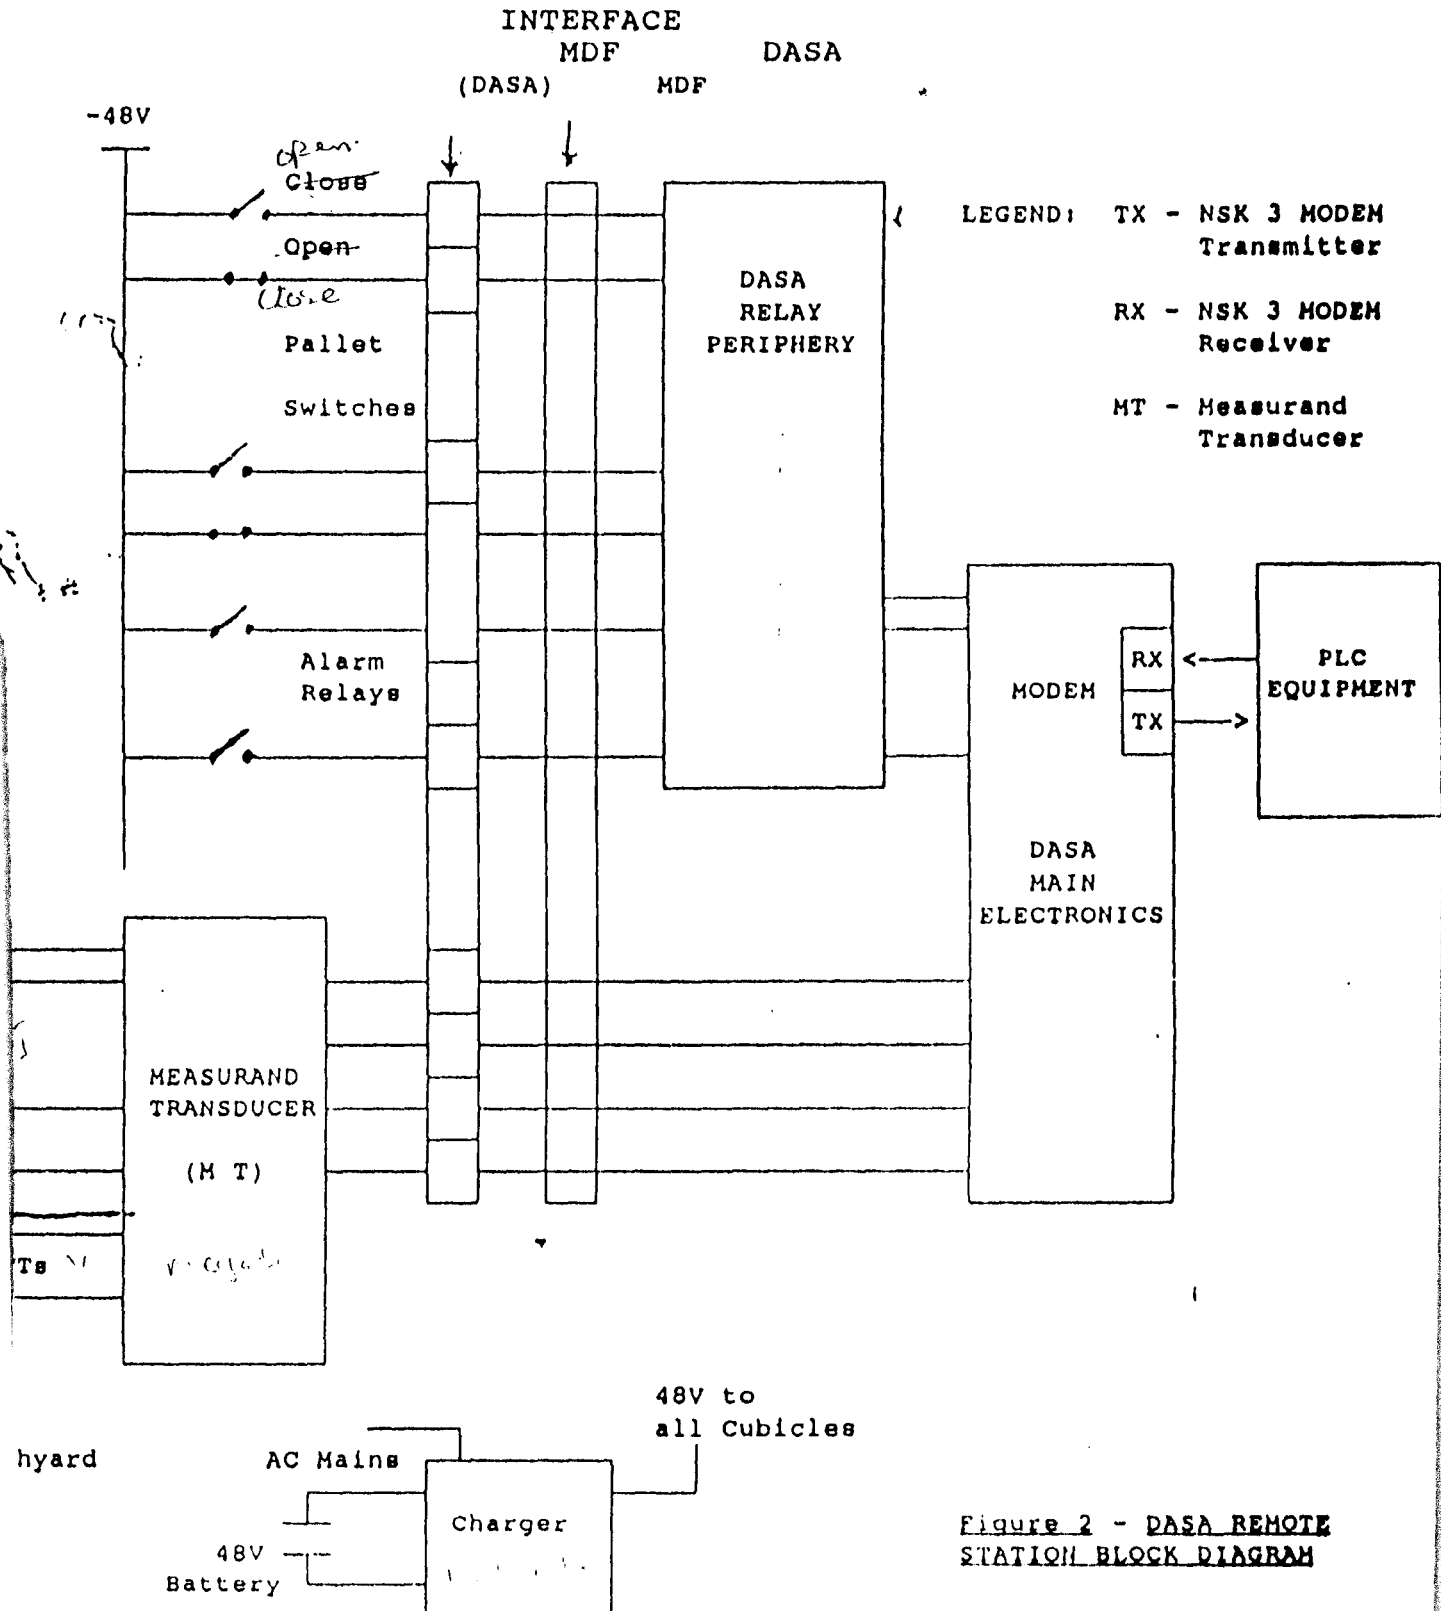 INTERFACE
MDF DASA
(DASA) MDF
-48V
open
Close
Open
Close
Pallet
Switches
Alarm
Relays
DASA
RELAY
PERIPHERY
LEGEND: TX - NSK 3 MODEM
Transmitter
RX - NSK 3 MODEM
Receiver
MT - Measurand
Transducer
RX
MODEM
TX
PLC
EQUIPMENT
DASA
MAIN
ELECTRONICS
MEASURAND
TRANSDUCER
(M T)
Ts
48V to
all Cubicles
hyard
AC Mains
Charger
48V
Battery
Figure 2 - DASA REMOTE
STATION BLOCK DIAGRAM